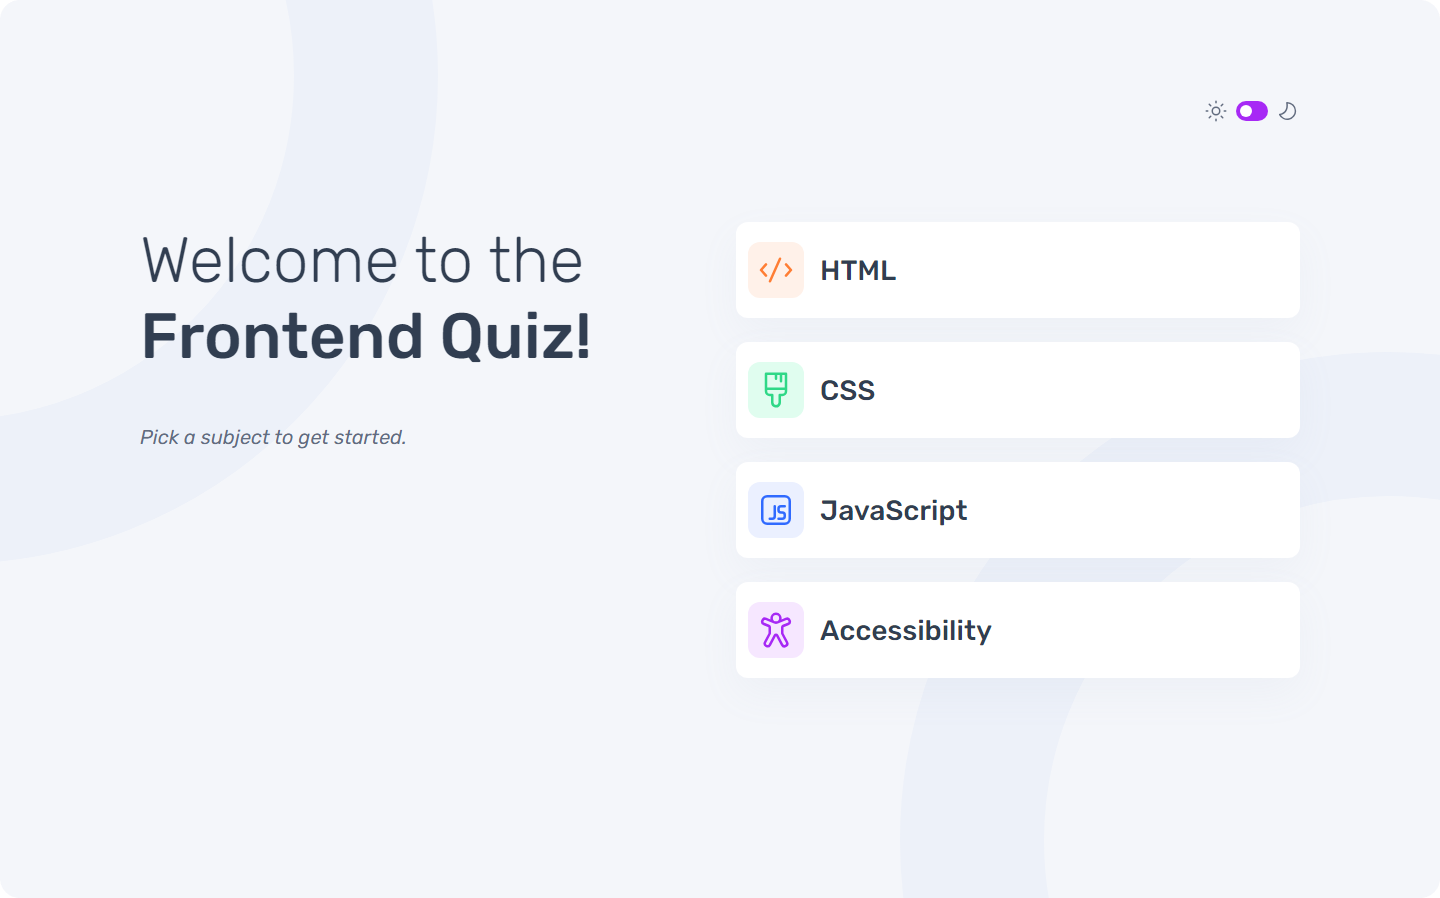 Welcome to the
Frontend Quiz!
Pick a subject to get started.
HTML
CSS
JS
JavaScript
Accessibility